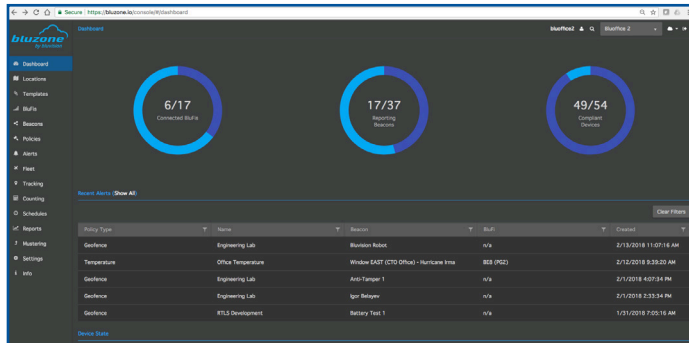 Secure | https://bluzone.io/console/#/dashboard
bluzone
by bluvision
Dashboard
bluoffice2
Bluoffice 2
Dashboard
Locations
Templates
BluFis
Beacons
Policies
Alerts
Fleet
Tracking
Counting
Schedules
Reports
Mustering
Settings
Info
6/17
Connected BluFis
17/37
Reporting
Beacons
49/54
Compliant
Devices
Recent Alerts (Show All)
Clear Filters
Policy Type Name Beacon BluFi Created
Geofence Engineering Lab Bluvision Robot n/a 2/13/2018 11:07:16 AM
Temperature Office Temperature Window EAST (CTO Office) - Hurricane Irma BEB (PG2) 2/12/2018 9:39:20 AM
Geofence Engineering Lab Anti-Tamper 1 n/a 2/1/2018 4:07:34 PM
Geofence Engineering Lab Igor Belayev n/a 2/1/2018 2:33:34 PM
Geofence RTLS Development Battery Test 1 n/a 1/31/2018 7:05:16 AM
Device Stats